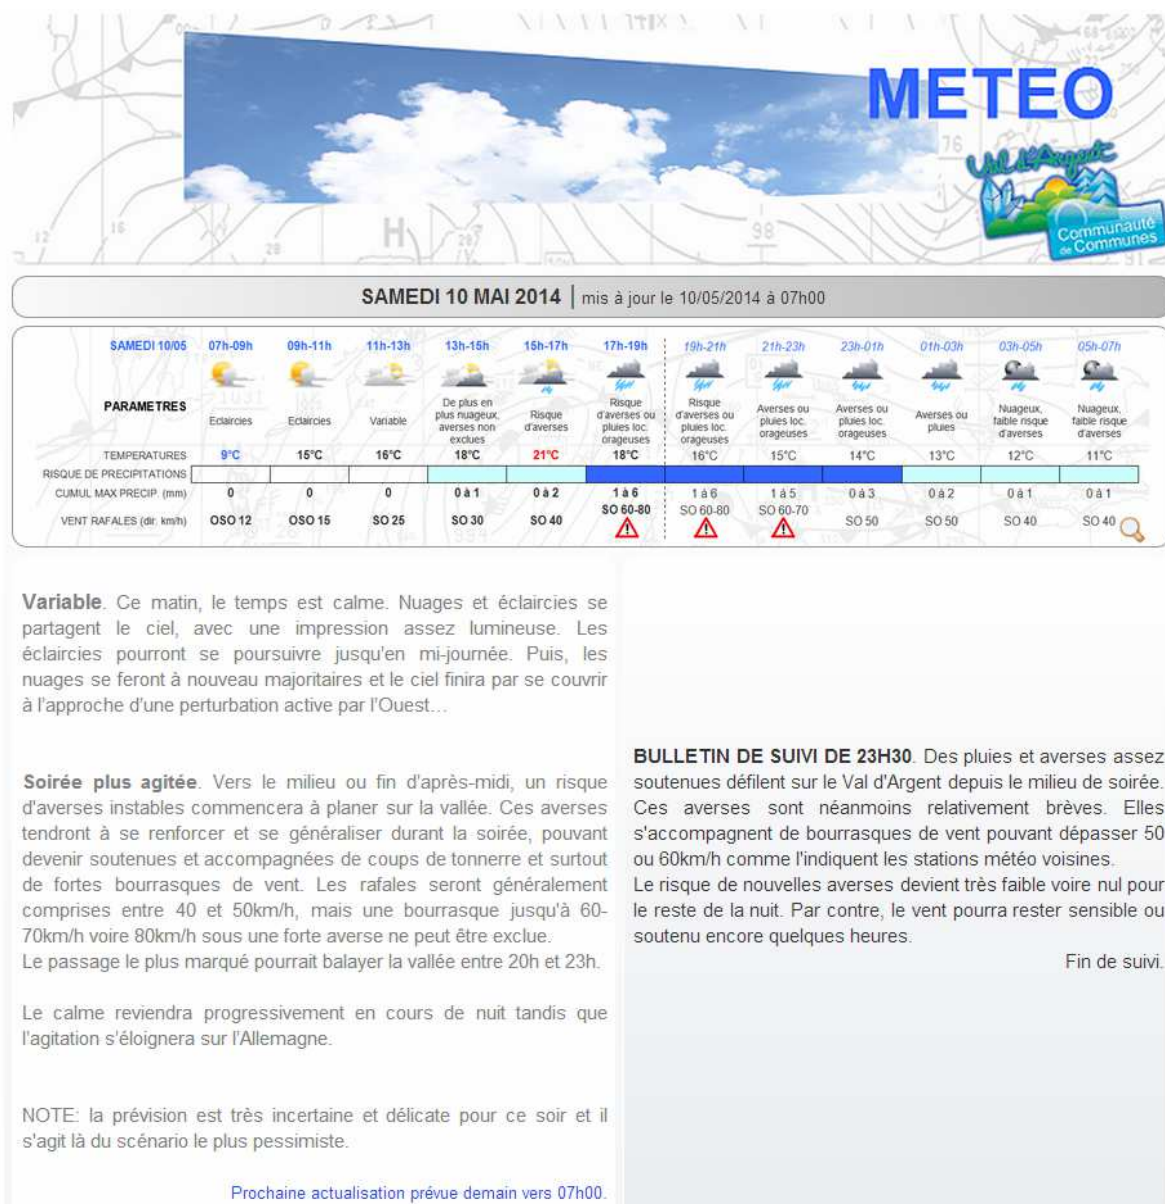 METEO
Val d'Argent
Communauté
de Communes
SAMEDI 10 MAI 2014 | mis à jour le 10/05/2014 à 07h00
SAMEDI 10/05 07h-09h 09h-11h 11h-13h 13h-15h 15h-17h 17h-19h 19h-21h 21h-23h 23h-01h 01h-03h 03h-05h 05h-07h
PARAMETRES
Eclaircies
Eclaircies
Variable
De plus en
plus nuageux,
averses non
exclues
Risque
d'averses
Risque
d'averses ou
pluies loc.
orageuses
Risque
d'averses ou
pluies loc.
orageuses
Averses ou
pluies loc.
orageuses
Averses ou
pluies loc.
orageuses
Averses ou
pluies
Nuageux,
faible risque
d'averses
Nuageux,
faible risque
d'averses
TEMPERATURES 9°C 15°C 16°C 18°C 21°C 18°C 16°C 15°C 14°C 13°C 12°C 11°C
RISQUE DE PRECIPITATIONS
CUMUL MAX PRECIP. (mm) 0 0 0 0 à 1 0 à 2 1 à 6 1 à 6 1 à 5 0 à 3 0 à 2 0 à 1 0 à 1
VENT RAFALES (dir. km/h) OSO 12 OSO 15 SO 25 SO 30 SO 40 SO 60-80 SO 60-80 SO 60-70 SO 50 SO 50 SO 40 SO 40
Variable. Ce matin, le temps est calme. Nuages et éclaircies se
partagent le ciel, avec une impression assez lumineuse. Les
éclaircies pourront se poursuivre jusqu'en mi-journée. Puis, les
nuages se feront à nouveau majoritaires et le ciel finira par se couvrir
à l'approche d'une perturbation active par l'Ouest…
Soirée plus agitée. Vers le milieu ou fin d'après-midi, un risque
d'averses instables commencera à planer sur la vallée. Ces averses
tendront à se renforcer et se généraliser durant la soirée, pouvant
devenir soutenues et accompagnées de coups de tonnerre et surtout
de fortes bourrasques de vent. Les rafales seront généralement
comprises entre 40 et 50km/h, mais une bourrasque jusqu'à 60-
70km/h voire 80km/h sous une forte averse ne peut être exclue.
Le passage le plus marqué pourrait balayer la vallée entre 20h et 23h.
Le calme reviendra progressivement en cours de nuit tandis que
l'agitation s'éloignera sur l'Allemagne.
NOTE: la prévision est très incertaine et délicate pour ce soir et il
s'agit là du scénario le plus pessimiste.
Prochaine actualisation prévue demain vers 07h00.
BULLETIN DE SUIVI DE 23H30. Des pluies et averses assez
soutenues défilent sur le Val d'Argent depuis le milieu de soirée.
Ces averses sont néanmoins relativement brèves. Elles
s'accompagnent de bourrasques de vent pouvant dépasser 50
ou 60km/h comme l'indiquent les stations météo voisines.
Le risque de nouvelles averses devient très faible voire nul pour
le reste de la nuit. Par contre, le vent pourra rester sensible ou
soutenu encore quelques heures.
Fin de suivi.